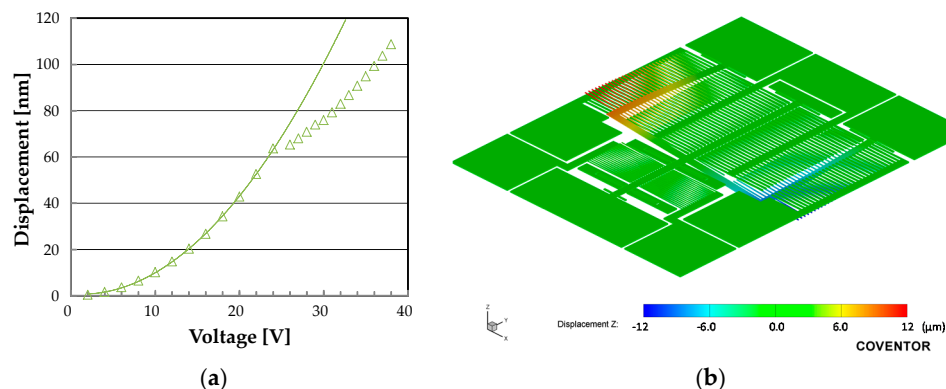 120
100
80
60
40
20
0
Displacement [nm]
0 10 20 30 40
Voltage [V]
(a)
Z
Y
X
Displacement Z: -12 -6.0 0.0 6.0 12 (μm)
COVENTOR
(b)